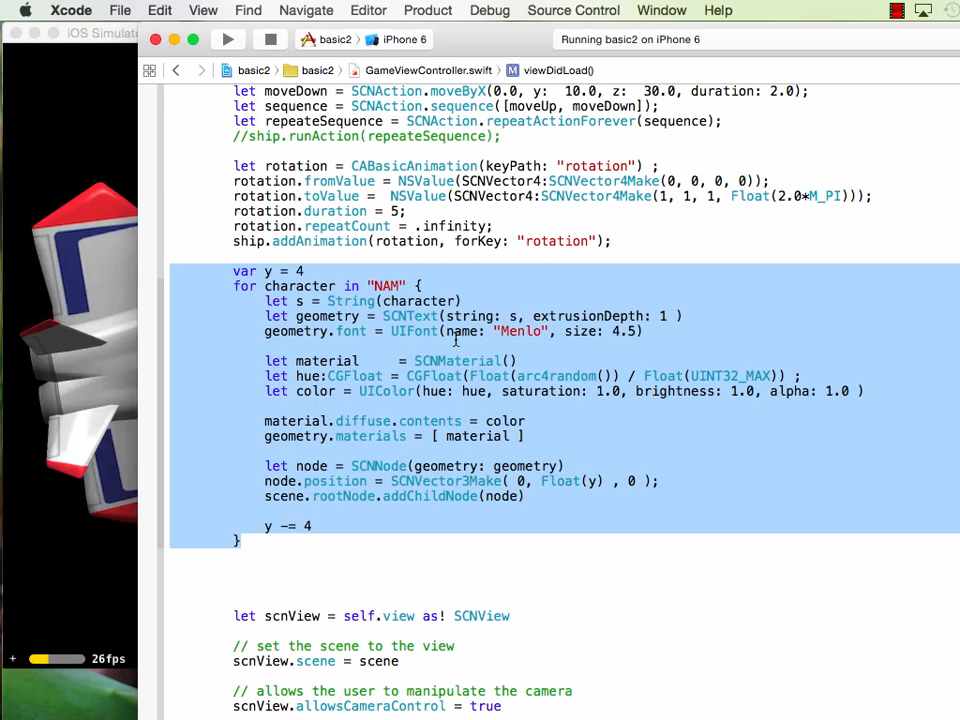 Xcode File Edit View Find Navigate Editor Product Debug Source Control Window Help
iOS Simulato
basic2 iPhone 6 Running basic2 on iPhone 6
basic2 basic2 GameViewController.swift M viewDidLoad()
let moveDown = SCNAction.moveByX(0.0, y:  10.0, z:  30.0, duration: 2.0);
let sequence = SCNAction.sequence([moveUp, moveDown]);
let repeatSequence = SCNAction.repeatActionForever(sequence);
//ship.runAction(repeatSequence);
let rotation = CABasicAnimation(keyPath: "rotation") ;
rotation.fromValue = NSValue(SCNVector4:SCNVector4Make(0, 0, 0, 0));
rotation.toValue =  NSValue(SCNVector4:SCNVector4Make(1, 1, 1, Float(2.0*M_PI)));
rotation.duration = 5;
rotation.repeatCount = .infinity;
ship.addAnimation(rotation, forKey: "rotation");
var y = 4
for character in "NAM" {
let s = String(character)
let geometry = SCNText(string: s, extrusionDepth: 1 )
geometry.font = UIFont(name: "Menlo", size: 4.5)
let material     = SCNMaterial()
let hue:CGFloat = CGFloat(Float(arc4random()) / Float(UINT32_MAX)) ;
let color = UIColor(hue: hue, saturation: 1.0, brightness: 1.0, alpha: 1.0 )
material.diffuse.contents = color
geometry.materials = [ material ]
let node = SCNNode(geometry: geometry)
node.position = SCNVector3Make( 0, Float(y) , 0 );
scene.rootNode.addChildNode(node)
y -= 4
}
let scnView = self.view as! SCNView
// set the scene to the view
scnView.scene = scene
// allows the user to manipulate the camera
scnView.allowsCameraControl = true
+ 26fps